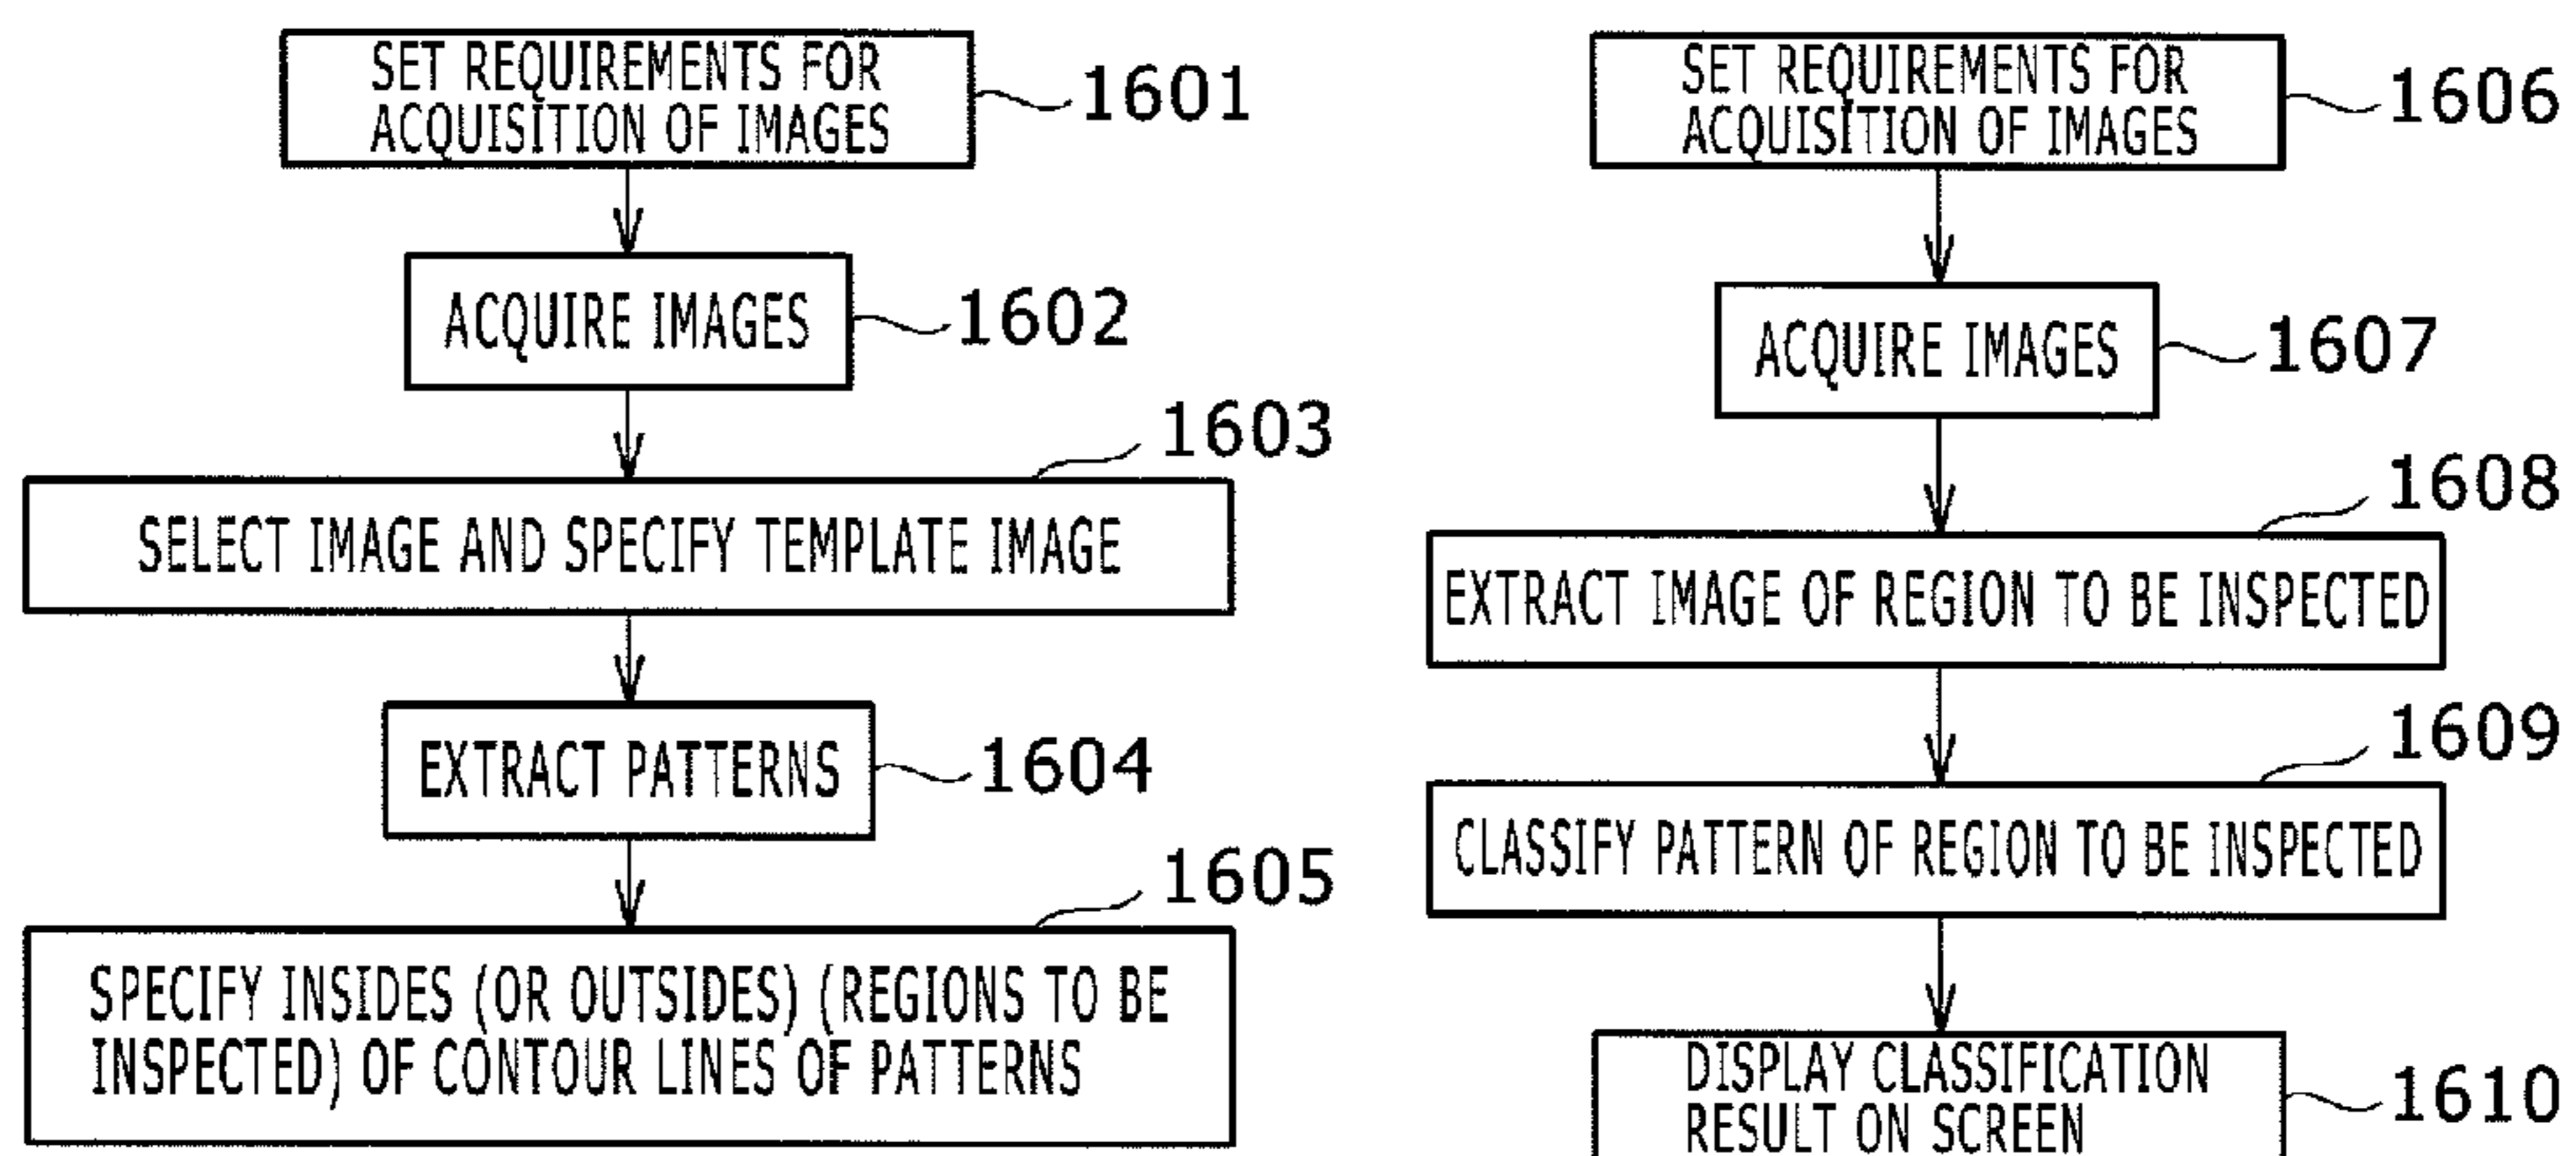 SET REQUIREMENTS FOR
ACQUISITION OF IMAGES
1601
ACQUIRE IMAGES
1602
1603
SELECT IMAGE AND SPECIFY TEMPLATE IMAGE
EXTRACT PATTERNS
1604
1605
SPECIFY INSIDES (OR OUTSIDES) (REGIONS TO BE
INSPECTED) OF CONTOUR LINES OF PATTERNS
SET REQUIREMENTS FOR
ACQUISITION OF IMAGES
1606
ACQUIRE IMAGES
1607
1608
EXTRACT IMAGE OF REGION TO BE INSPECTED
1609
CLASSIFY PATTERN OF REGION TO BE INSPECTED
DISPLAY CLASSIFICATION
RESULT ON SCREEN
1610